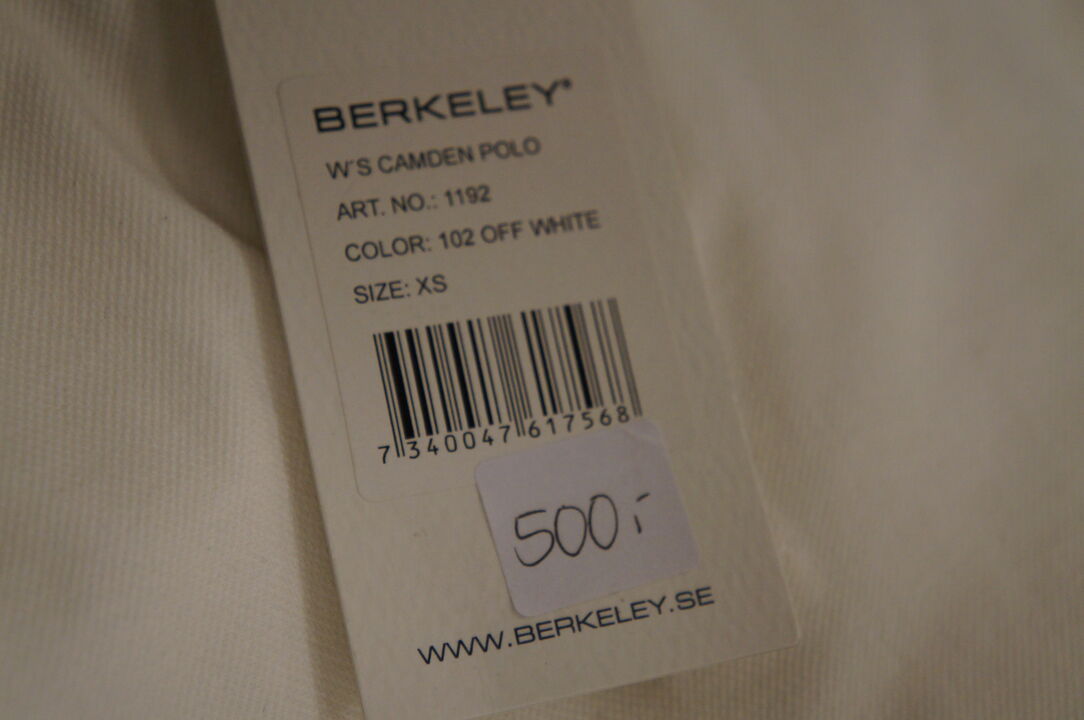 BERKELEY®
W'S CAMDEN POLO
ART. NO.: 1192
COLOR: 102 OFF WHITE
SIZE: XS
7 340047 617568
500:-
WWW.BERKELEY.SE